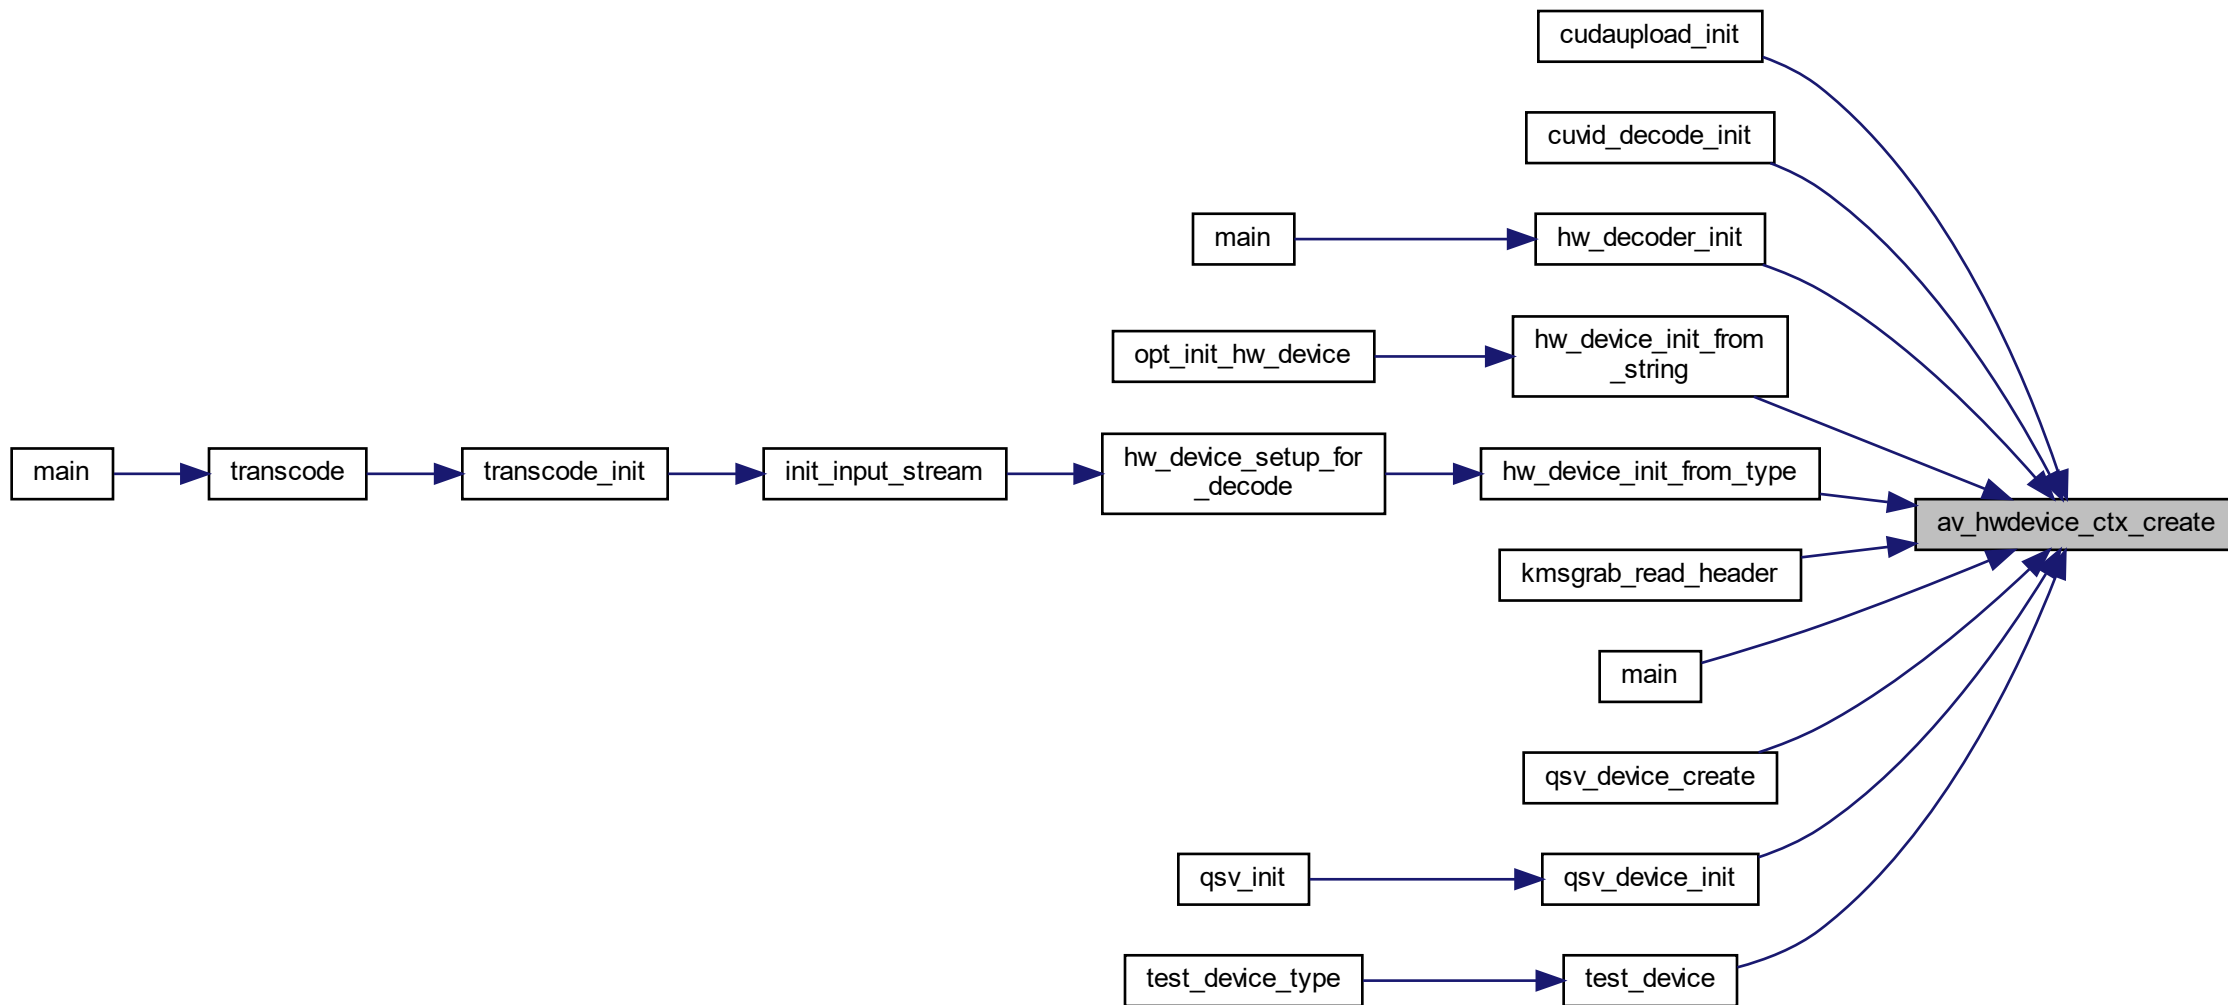 cudaupload_init
cuvid_decode_init
main
hw_decoder_init
opt_init_hw_device
hw_device_init_from
_string
main
transcode
transcode_init
init_input_stream
hw_device_setup_for
_decode
hw_device_init_from_type
av_hwdevice_ctx_create
kmsgrab_read_header
main
qsv_device_create
qsv_init
qsv_device_init
test_device_type
test_device